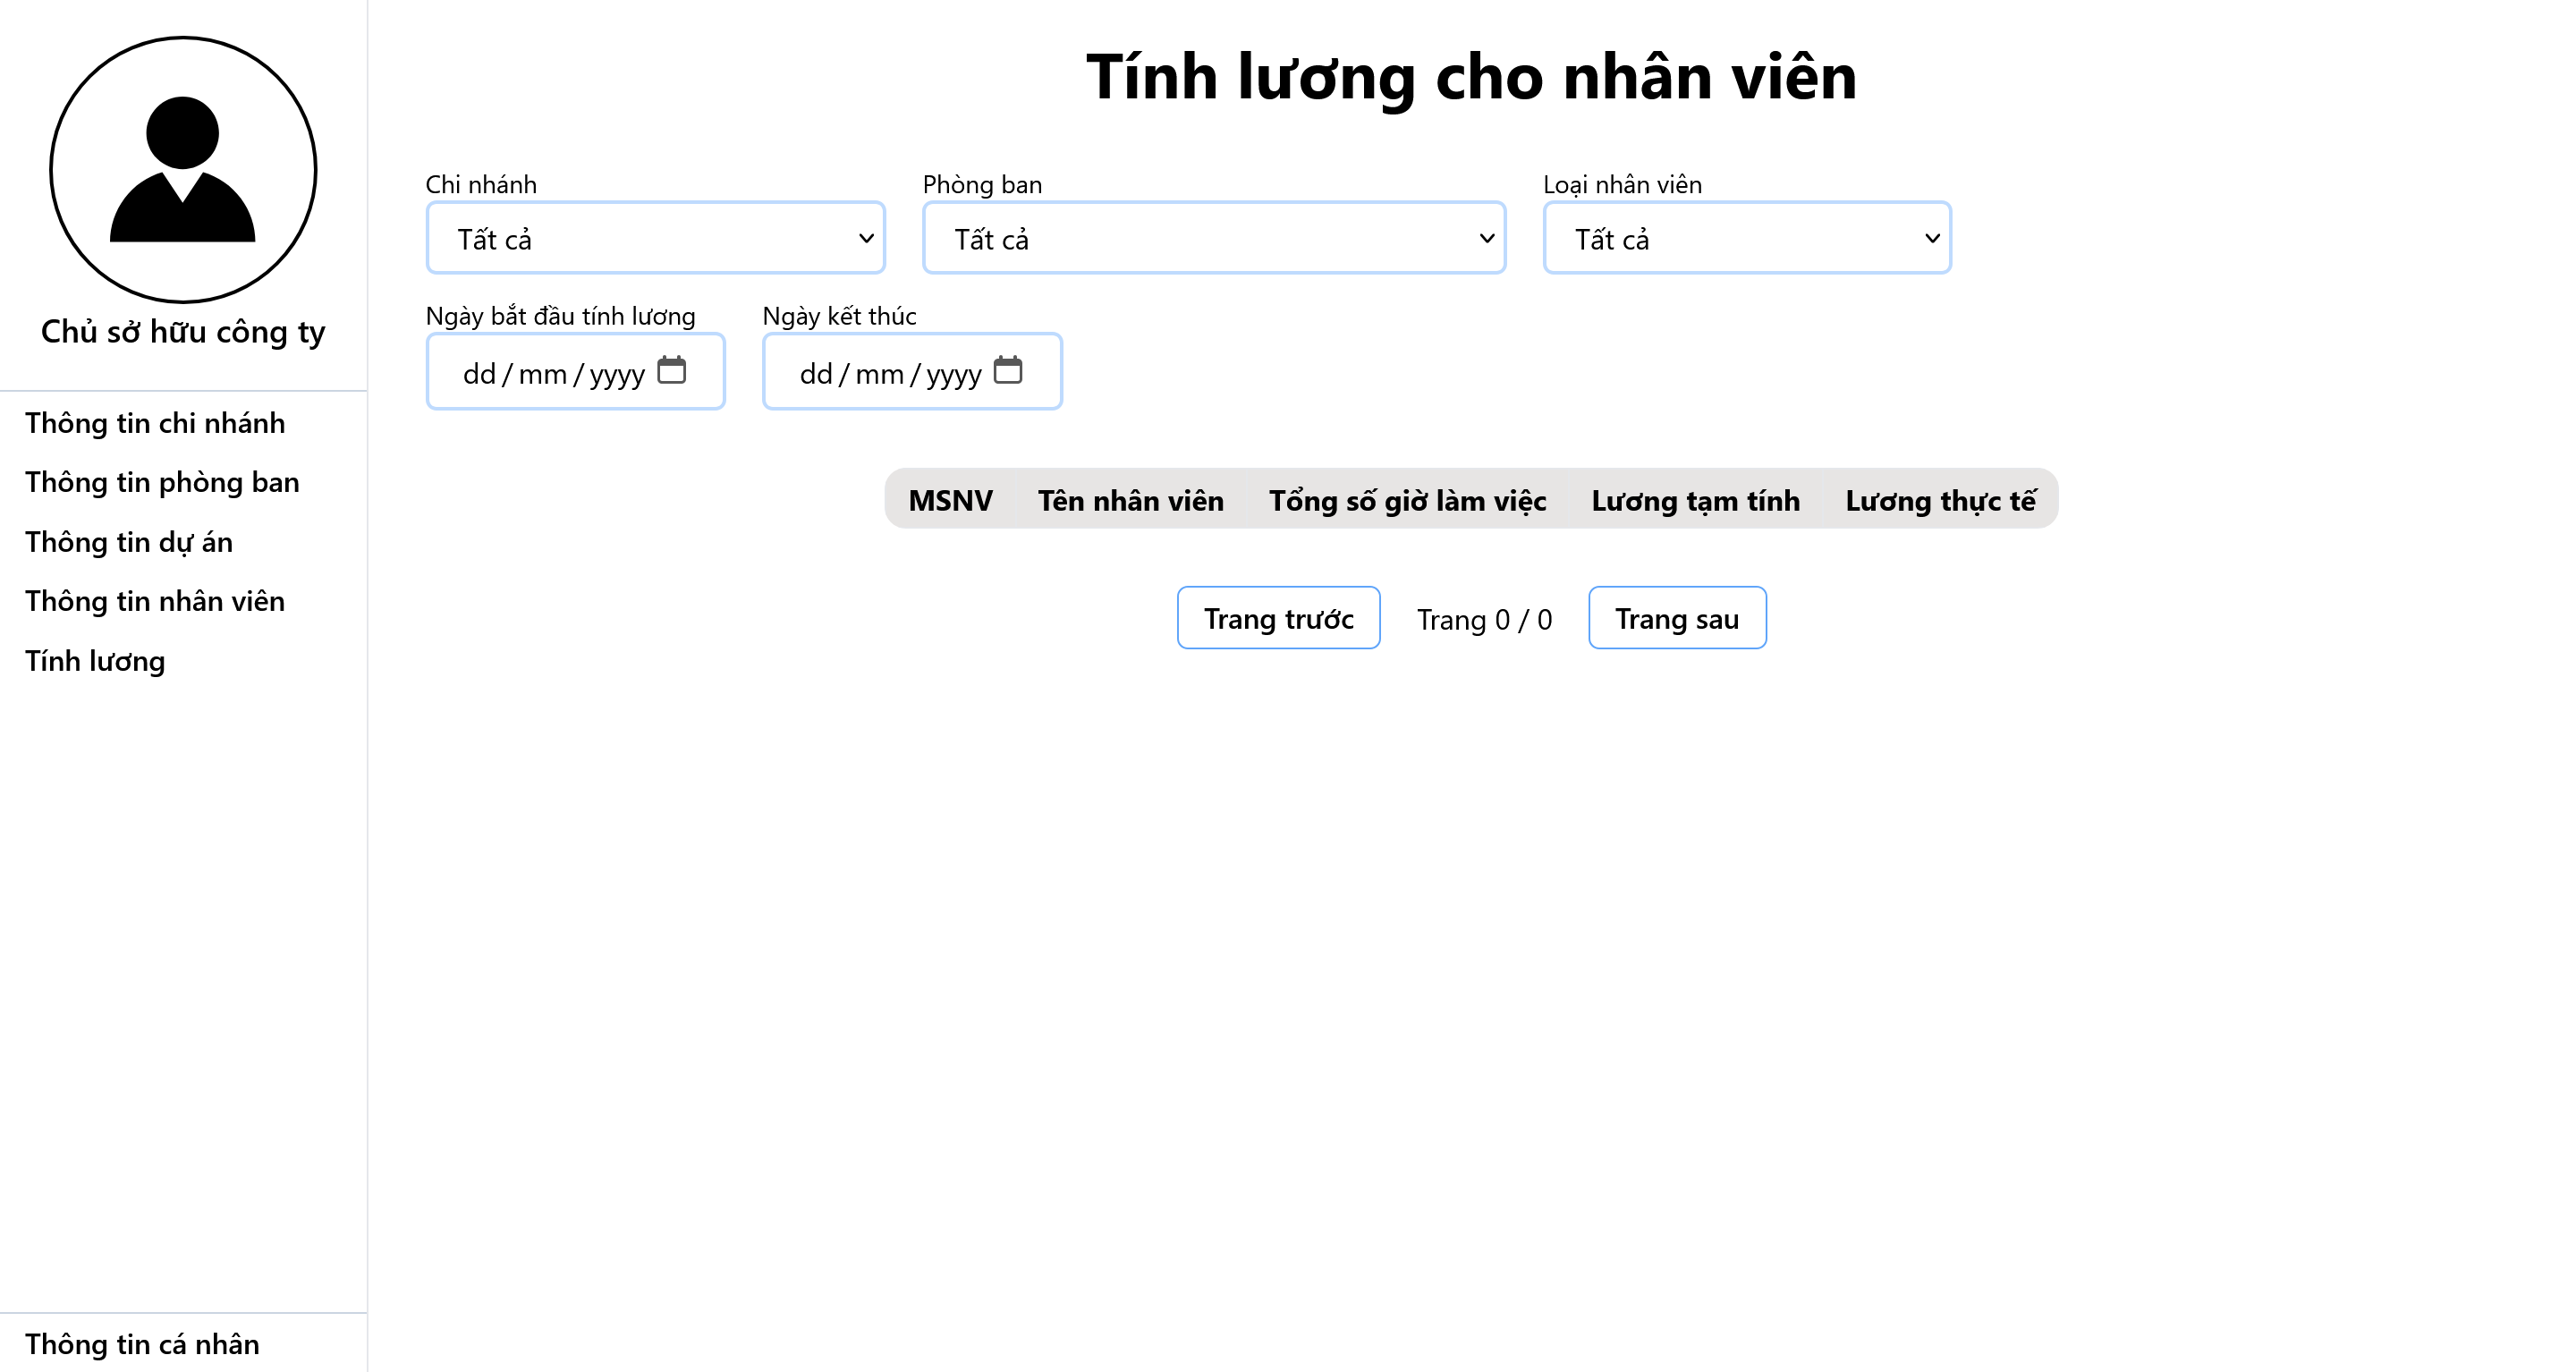 Chủ sở hữu công ty
Thông tin chi nhánh
Thông tin phòng ban
Thông tin dự án
Thông tin nhân viên
Tính lương
Thông tin cá nhân
Tính lương cho nhân viên
Chi nhánh Phòng ban Loại nhân viên
Tất cả Tất cả Tất cả
Ngày bắt đầu tính lương Ngày kết thúc
dd / mm / yyyy dd / mm / yyyy
MSNV Tên nhân viên Tổng số giờ làm việc Lương tạm tính Lương thực tế
Trang trước Trang 0 / 0 Trang sau